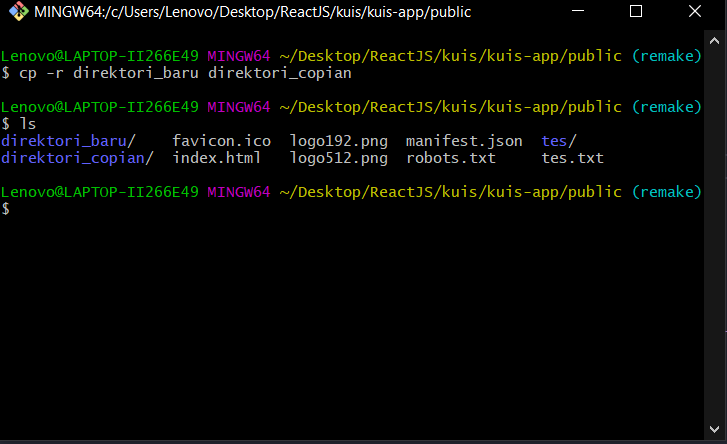 MINGW64:/c/Users/Lenovo/Desktop/ReactJS/kuis/kuis-app/public
Lenovo@LAPTOP-II266E49 MINGW64 ~/Desktop/ReactJS/kuis/kuis-app/public (remake)
$ cp -r direktori_baru direktori_copian
Lenovo@LAPTOP-II266E49 MINGW64 ~/Desktop/ReactJS/kuis/kuis-app/public (remake)
$ ls
direktori_baru/    favicon.ico  logo192.png  manifest.json  tes/
direktori_copian/  index.html   logo512.png  robots.txt     tes.txt
Lenovo@LAPTOP-II266E49 MINGW64 ~/Desktop/ReactJS/kuis/kuis-app/public (remake)
$